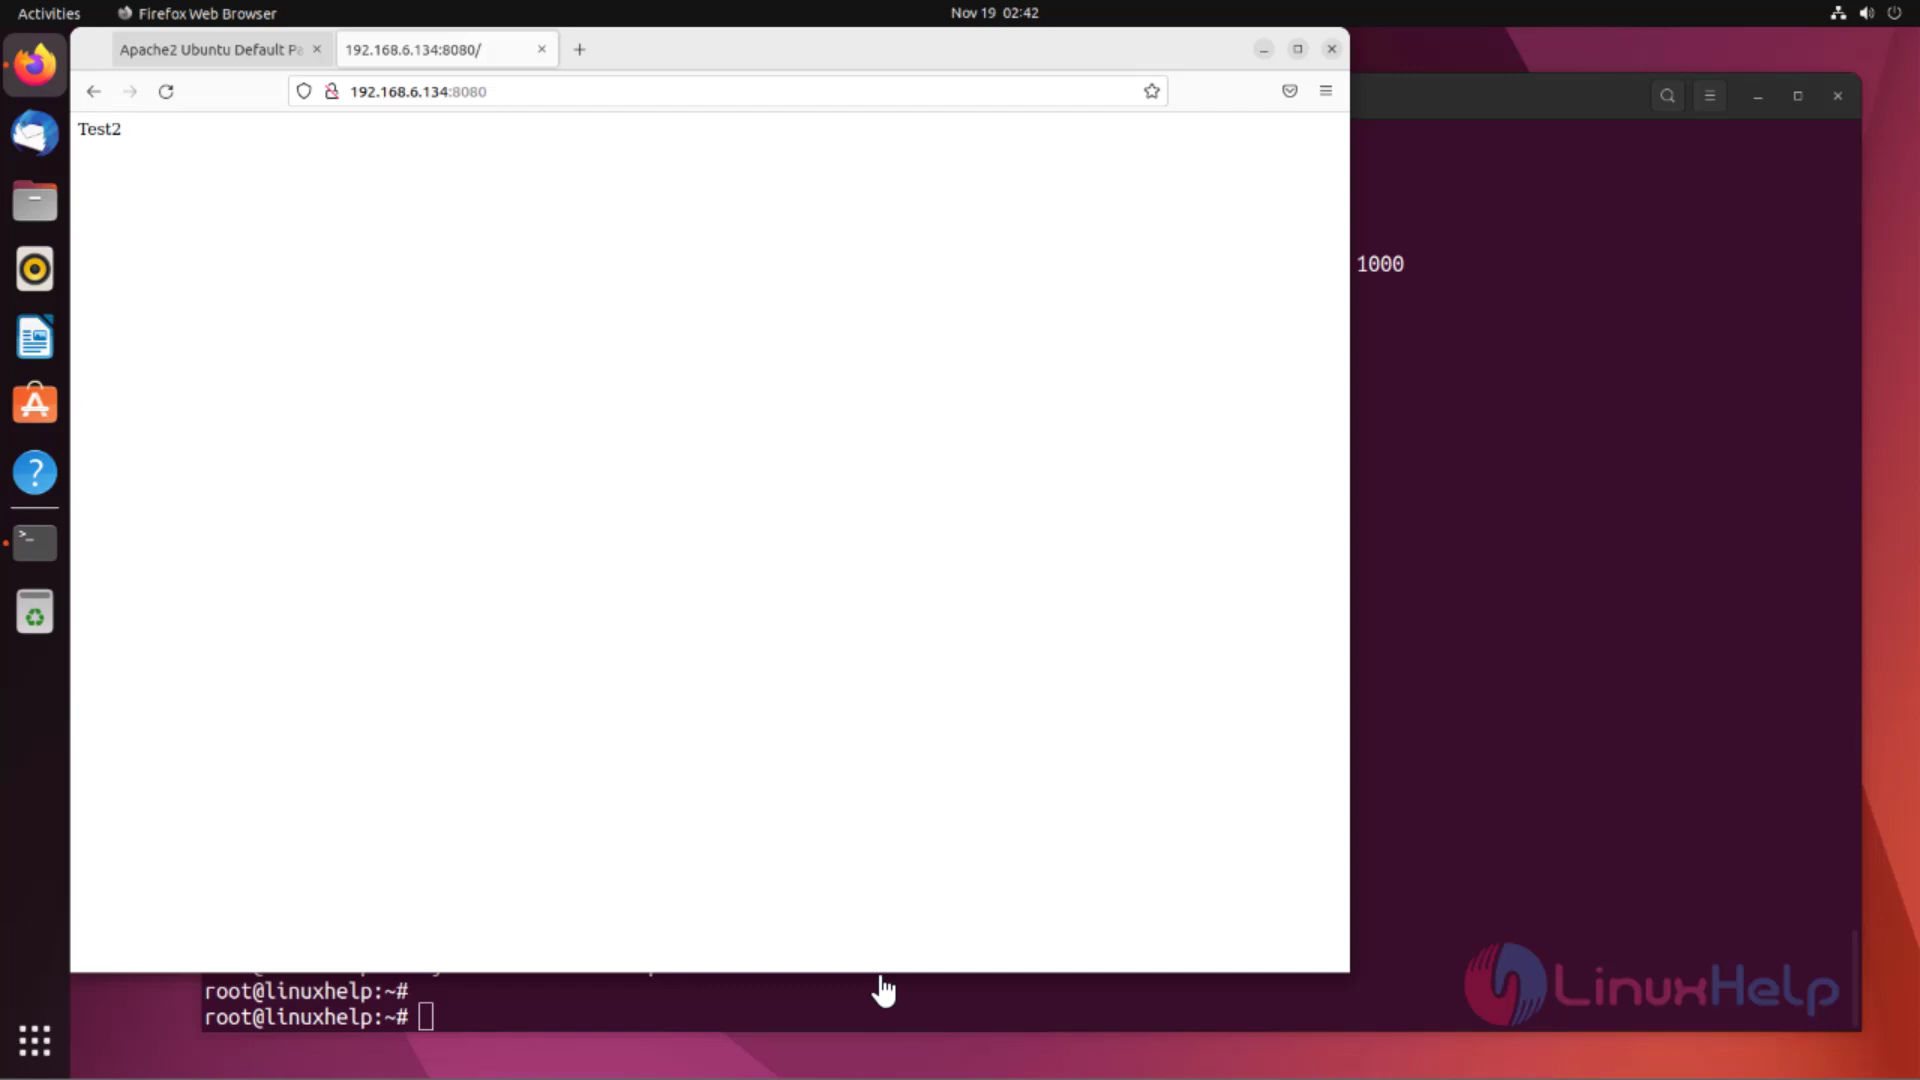 Activities
Firefox Web Browser
Nov 19 02:42
Apache2 Ubuntu Default Pa
192.168.6.134:8080/
192.168.6.134:8080
Test2
1000
root@linuxhelp:~#
root@linuxhelp:~#
LinuxHelp